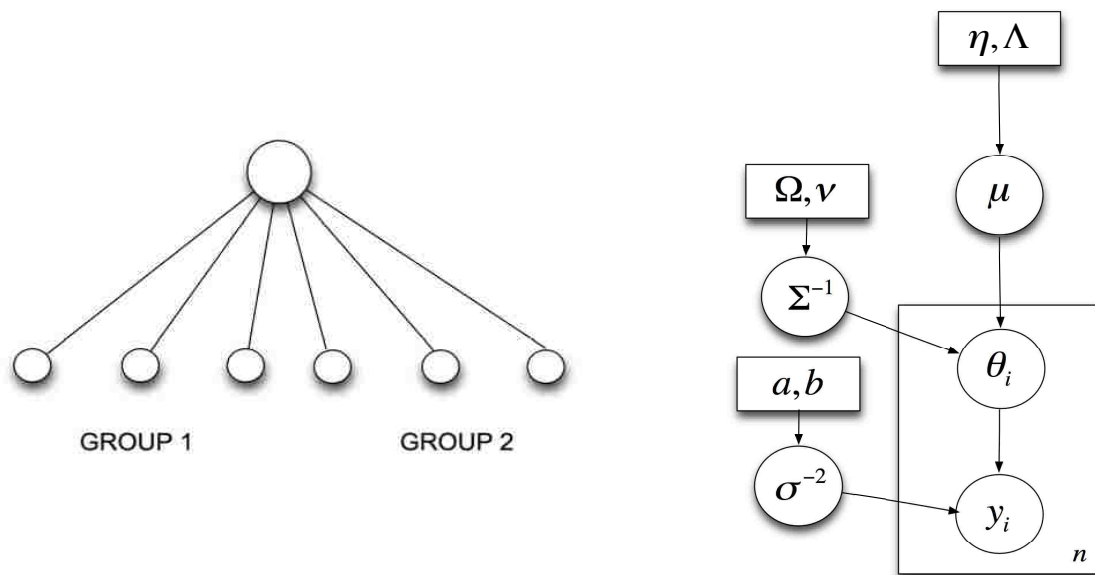 GROUP 1
GROUP 2
η, Λ
μ
Ω, ν
Σ⁻¹
θᵢ
a, b
σ⁻²
yᵢ
n